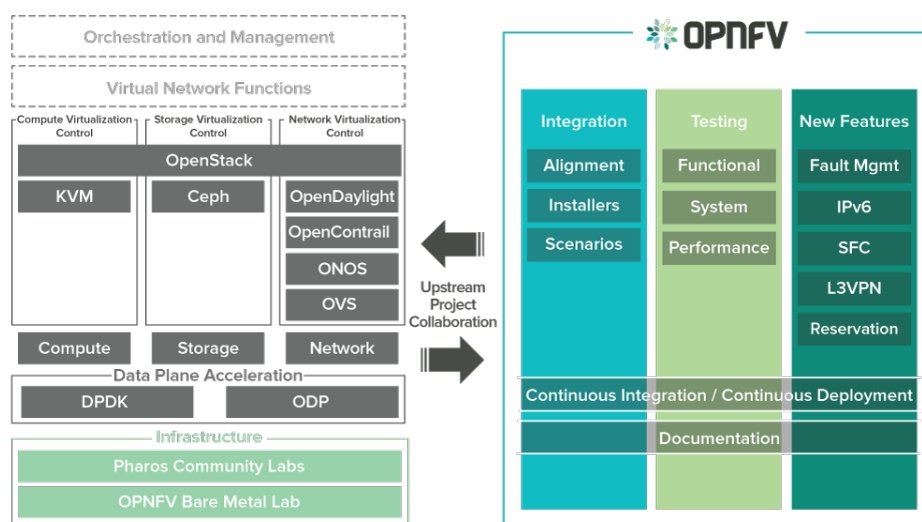 Orchestration and Management
Virtual Network Functions
Compute Virtualization
Control
Storage Virtualization
Control
Network Virtualization
Control
OpenStack
KVM
Ceph
OpenDaylight
OpenContrail
ONOS
OVS
Compute
Storage
Network
Data Plane Acceleration
DPDK
ODP
Infrastructure
Pharos Community Labs
OPNFV Bare Metal Lab
Upstream
Project
Collaboration
OPNFV
Integration
Alignment
Installers
Scenarios
Testing
Functional
System
Performance
New Features
Fault Mgmt
IPv6
SFC
L3VPN
Reservation
Continuous Integration / Continuous Deployment
Documentation